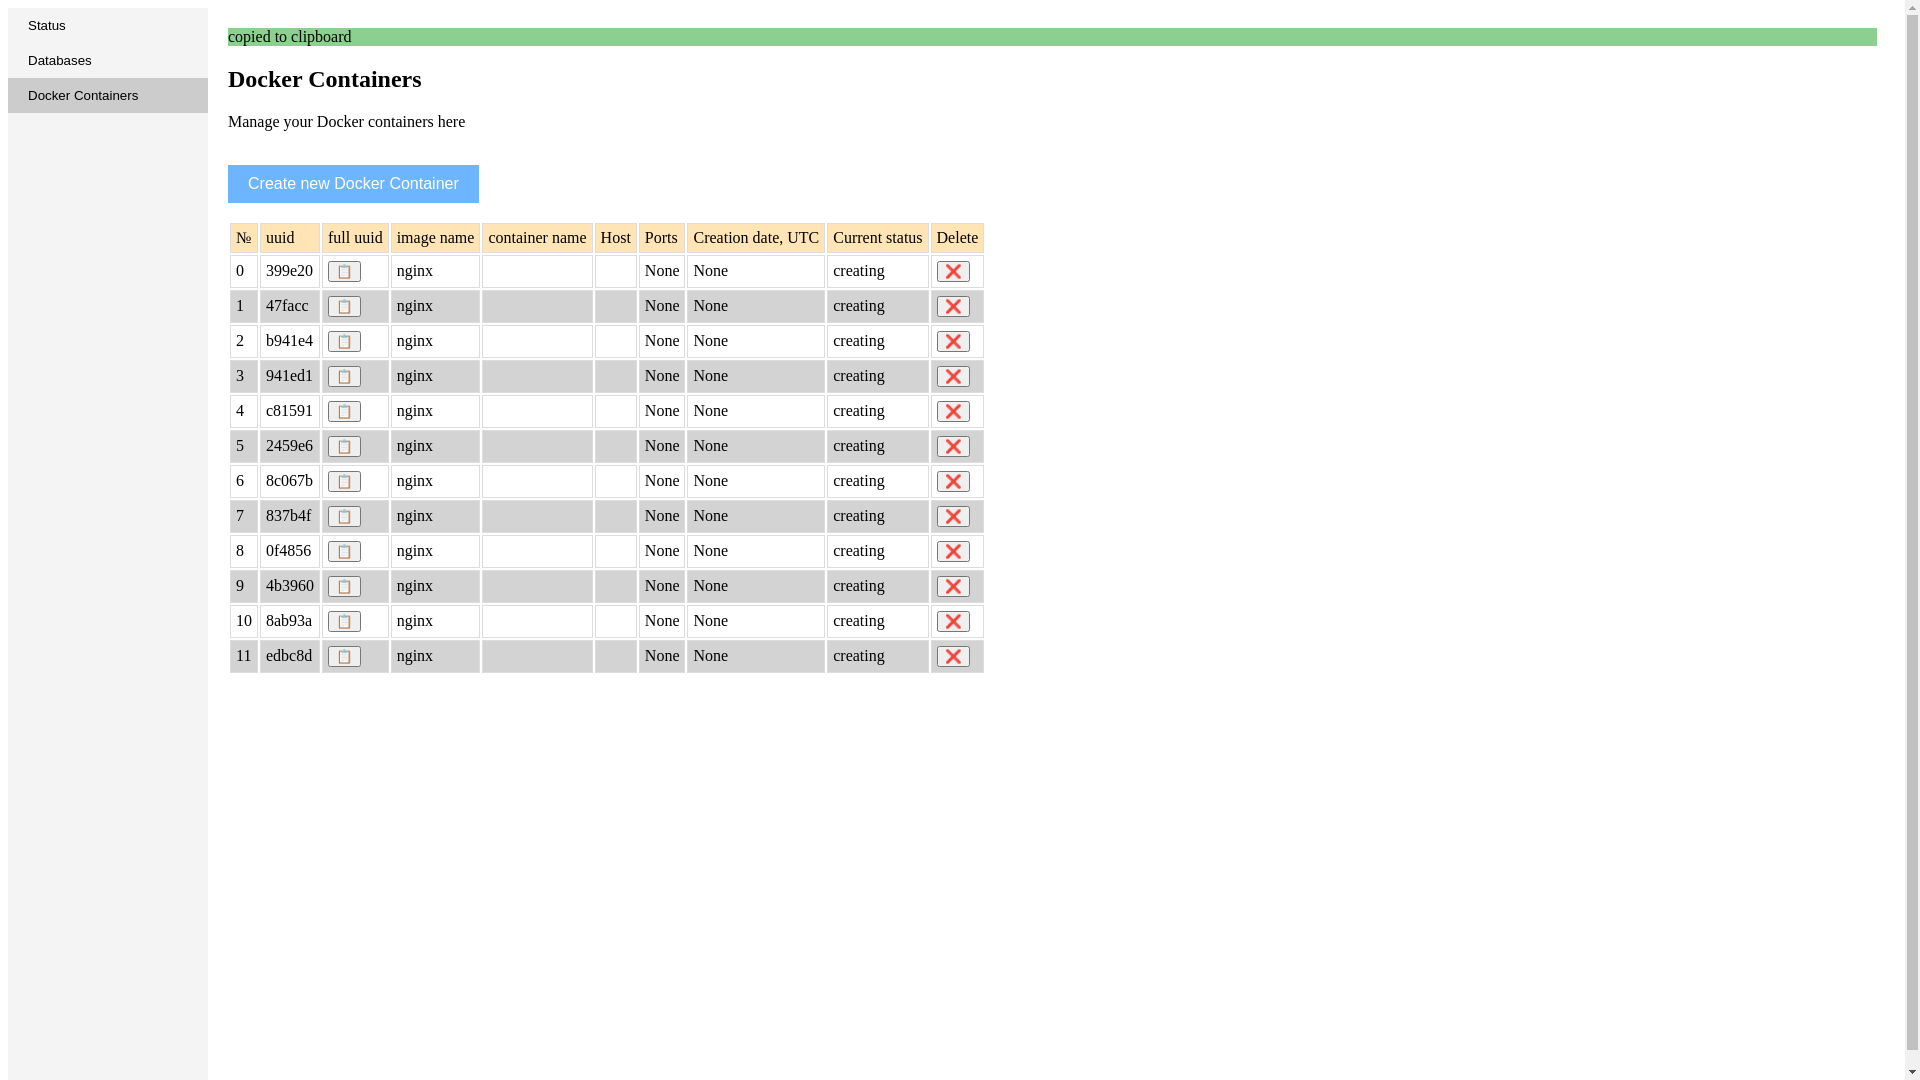 Status
Databases
Docker Containers
copied to clipboard
Docker Containers
Manage your Docker containers here
Create new Docker Container
№ uuid full uuid image name container name Host Ports Creation date, UTC Current status Delete
0 399e20 📋 nginx None None creating ❌
1 47facc 📋 nginx None None creating ❌
2 b941e4 📋 nginx None None creating ❌
3 941ed1 📋 nginx None None creating ❌
4 c81591 📋 nginx None None creating ❌
5 2459e6 📋 nginx None None creating ❌
6 8c067b 📋 nginx None None creating ❌
7 837b4f 📋 nginx None None creating ❌
8 0f4856 📋 nginx None None creating ❌
9 4b3960 📋 nginx None None creating ❌
10 8ab93a 📋 nginx None None creating ❌
11 edbc8d 📋 nginx None None creating ❌